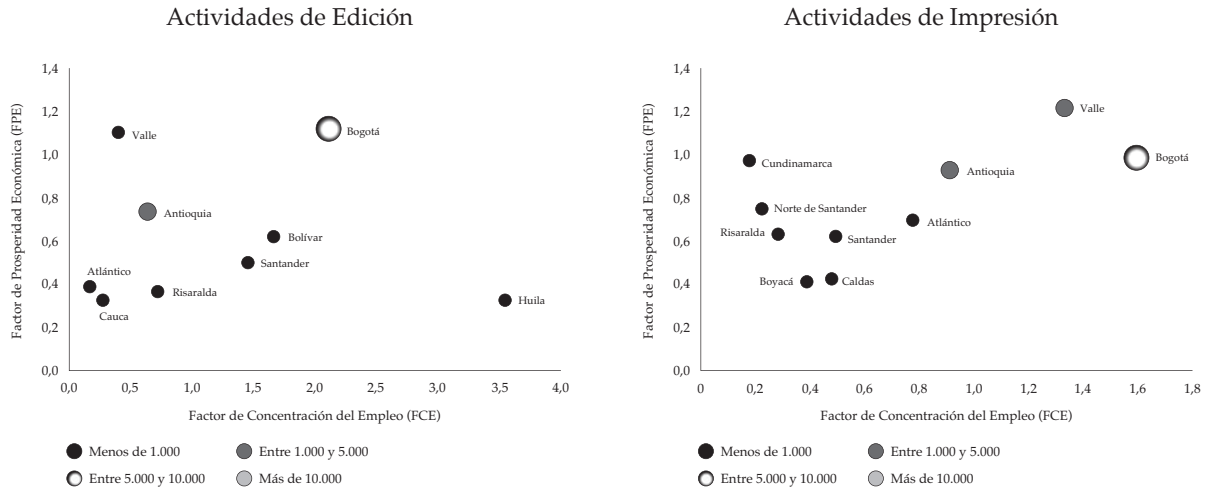 Actividades de Edición
Factor de Prosperidad Económica (FPE)
1,4
1,2
1,0
0,8
0,6
0,4
0,2
0,0
Valle
Bogotá
Antioquia
Bolívar
Santander
Atlántico
Risaralda
Cauca
Huila
0,0 0,5 1,0 1,5 2,0 2,5 3,0 3,5 4,0
Factor de Concentración del Empleo (FCE)
Menos de 1.000 Entre 1.000 y 5.000
Entre 5.000 y 10.000 Más de 10.000
Actividades de Impresión
Factor de Prosperidad Económica (FPE)
1,4
1,2
1,0
0,8
0,6
0,4
0,2
0,0
Valle
Bogotá
Cundinamarca
Antioquia
Norte de Santander
Atlántico
Risaralda
Santander
Boyacá
Caldas
0 0,2 0,4 0,6 0,8 1,0 1,2 1,4 1,6 1,8
Factor de Concentración del Empleo (FCE)
Menos de 1.000 Entre 1.000 y 5.000
Entre 5.000 y 10.000 Más de 10.000